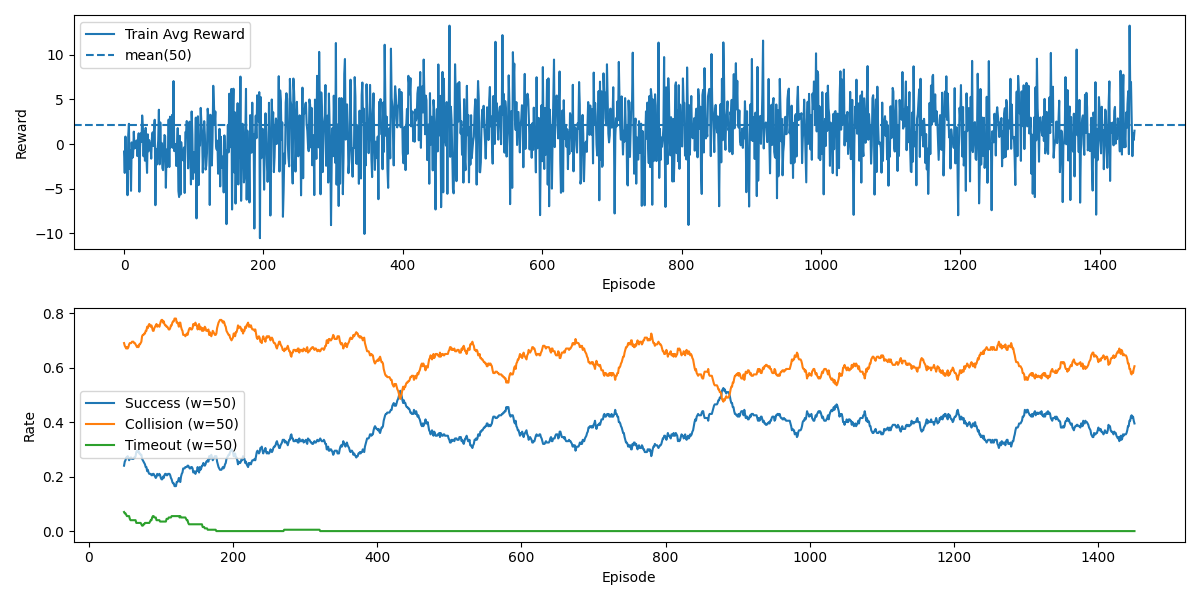 Train Avg Reward
mean(50)
Reward
10
5
0
−5
−10
0 200 400 600 800 1000 1200 1400
Episode
Rate
0.8
0.6
0.4
0.2
0.0
Success (w=50)
Collision (w=50)
Timeout (w=50)
0 200 400 600 800 1000 1200 1400
Episode